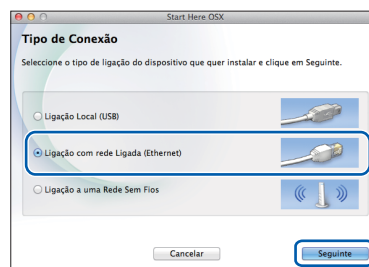 Start Here OSX
Tipo de Conexão
Seleccione o tipo de ligação do dispositivo que quer instalar e clique em Seguinte.
Ligação Local (USB)
Ligação com rede Ligada (Ethernet)
Ligação a uma Rede Sem Fios
Cancelar
Seguinte